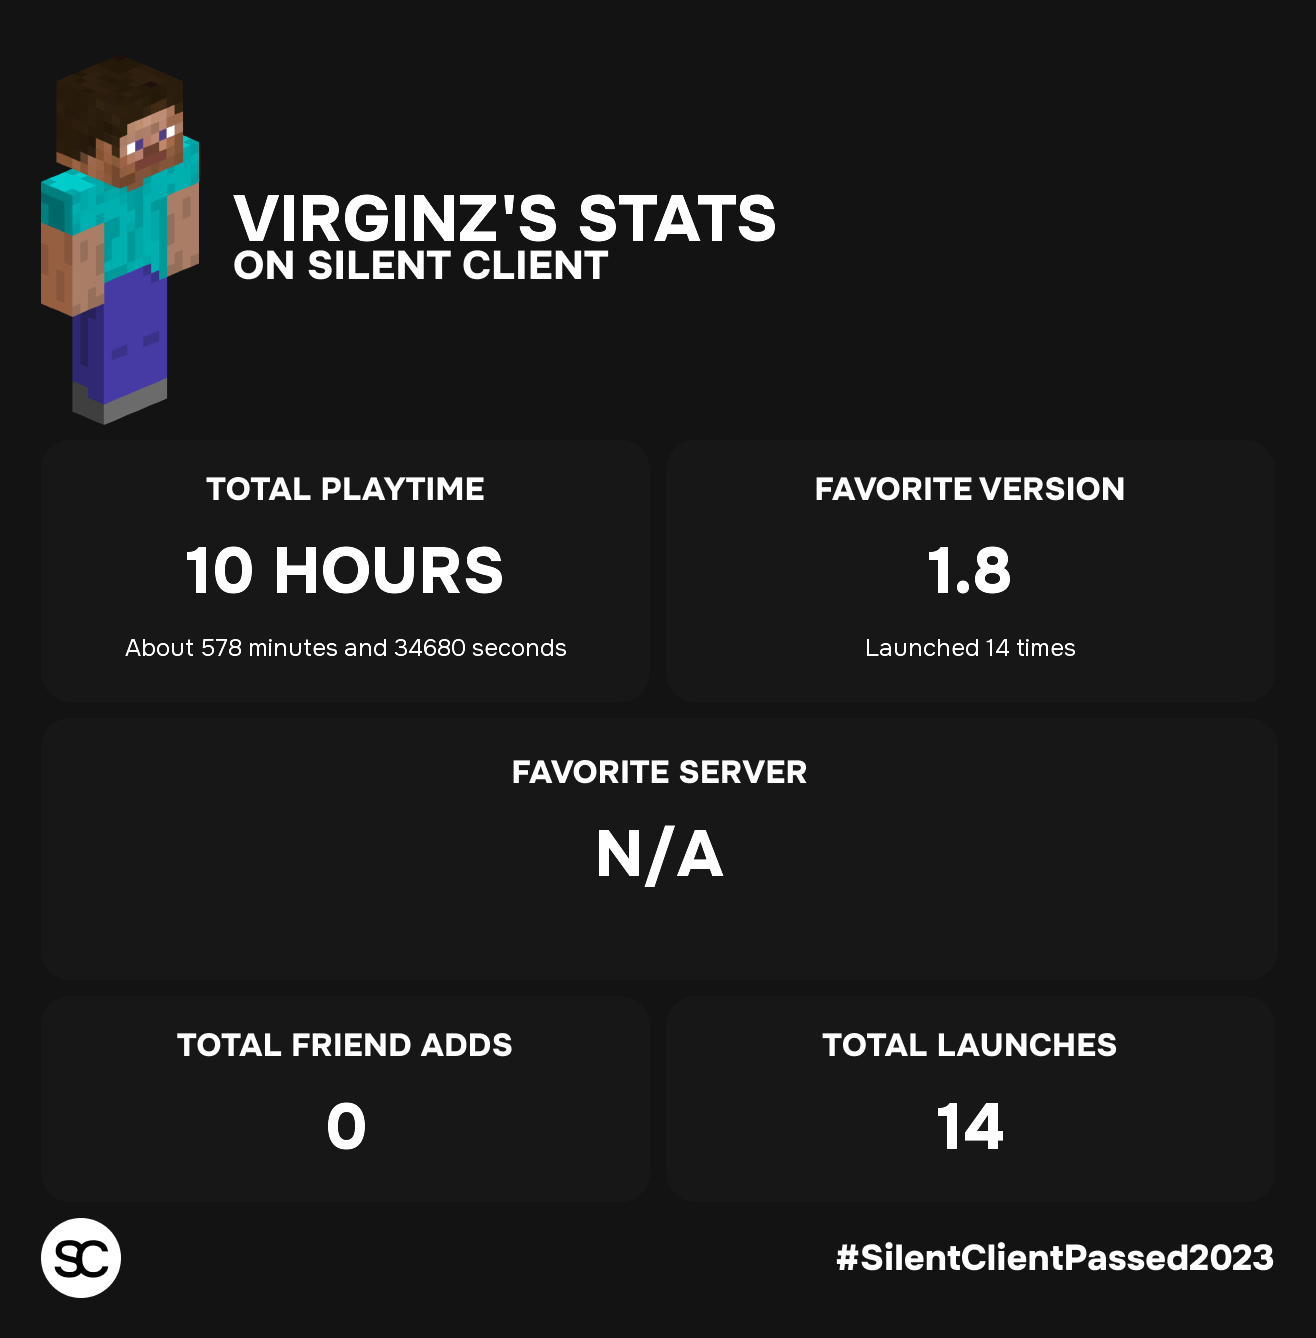 VIRGINZ'S STATS
ON SILENT CLIENT
TOTAL PLAYTIME
10 HOURS
About 578 minutes and 34680 seconds
FAVORITE VERSION
1.8
Launched 14 times
FAVORITE SERVER
N/A
TOTAL FRIEND ADDS
0
TOTAL LAUNCHES
14
SC
#SilentClientPassed2023